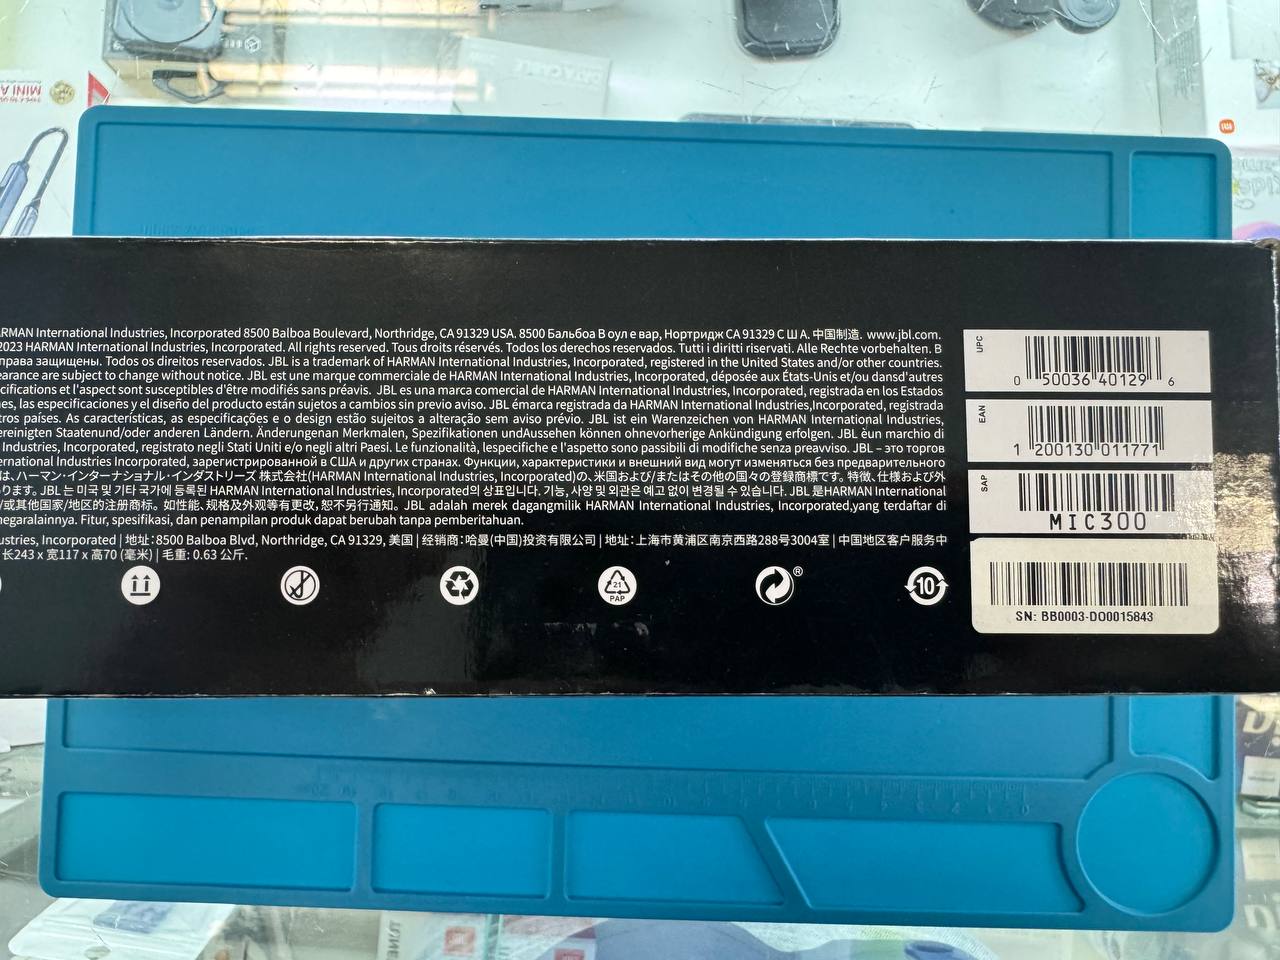 HARMAN International Industries, Incorporated 8500 Balboa Boulevard, Northridge, CA 91329 USA. 8500 Бальбоа В оул е вар, Нортридж СА 91329 С Ш А. 中国制造. www.jbl.com.
2023 HARMAN International Industries, Incorporated. All rights reserved. Tous droits réservés. Todos los derechos reservados. Tutti i diritti riservati. Alle Rechte vorbehalten. В
права защищены. Todos os direitos reservados. JBL is a trademark of HARMAN International Industries, Incorporated, registered in the United States and/or other countries.
earance are subject to change without notice. JBL est une marque commerciale de HARMAN International Industries, Incorporated, déposée aux États-Unis et/ou dansd'autres
cifications et l'aspect sont susceptibles d'être modifiés sans préavis. JBL es una marca comercial de HARMAN International Industries, Incorporated, registrada en los Estados
nes, las especificaciones y el diseño del producto están sujetos a cambios sin previo aviso. JBL émarca registrada da HARMAN International Industries,Incorporated, registrada
tros países. As características, as especificações e o design estão sujeitos a alteração sem aviso prévio. JBL ist ein Warenzeichen von HARMAN International Industries,
ereinigten Staatenund/oder anderen Ländern. Änderungenan Merkmalen, Spezifikationen undAussehen können ohnevorherige Ankündigung erfolgen. JBL èun marchio di
Industries, Incorporated, registrato negli Stati Uniti e/o negli altri Paesi. Le funzionalità, lespecifiche e l'aspetto sono passibili di modifiche senza preavviso. JBL – это торгов
ernational Industries Incorporated, зарегистрированной в США и других странах. Функции, характеристики и внешний вид могут изменяться без предварительного
は、ハーマン・インターナショナル・インダストリーズ 株式会社(HARMAN International Industries, Incorporated)の、米国および/またはその他の国々の登録商標です。特徴、仕様および外
ります。JBL 는 미국 및 기타 국가에 등록된 HARMAN International Industries, Incorporated의 상표입니다. 기능, 사양 및 외관은 예고 없이 변경될 수 있습니다. JBL 是HARMAN International
/或其他国家/地区的注册商标。如性能、规格及外观等有更改,恕不另行通知。JBL adalah merek dagangmilik HARMAN International Industries, Incorporated,yang terdaftar di
negaralainnya. Fitur, spesifikasi, dan penampilan produk dapat berubah tanpa pemberitahuan.
ustries, Incorporated | 地址:8500 Balboa Blvd, Northridge, CA 91329, 美国 | 经销商:哈曼(中国)投资有限公司 | 地址:上海市黄浦区南京西路288号3004室 | 中国地区客户服务中
长243 x 宽117 x 高70 (毫米) | 毛重: 0.63 公斤.
21
PAP
®
10
UPC
0 50036 40129 6
EAN
1 200130 011771
SAP
MIC300
SN: BB0003-DO0015843
MINI A
DATA CABLE